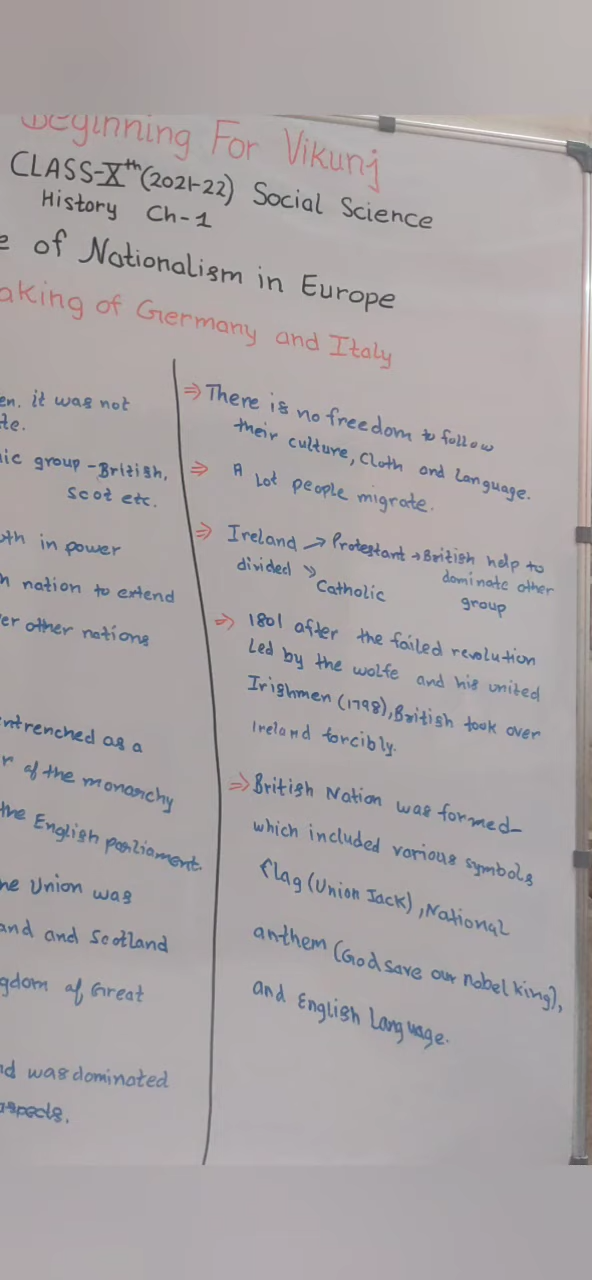 Beginning For Vikunj
CLASS-Xth (2021-22) Social Science
History Ch-1
e of Nationalism in Europe
aking of Germany and Italy
en. it was not
te.
ic group - British,
Scot etc.
oth in power
n nation to extend
er other nations
entrenched as a
r of the monarchy
the English parliament.
he Union was
and and Scotland
gdom of Great
nd was dominated
aspects.
⇒ There is no freedom to follow
their culture, Cloth and Language.
⇒ A Lot people migrate.
⇒ Ireland → Protestant → British help to
divided ↘ dominate other
Catholic group
⇒ 1801 after the failed revolution
Led by the wolfe and his united
Irishmen (1798), British took over
Ireland forcibly.
⇒ British Nation was formed-
which included various symbols
flag (Union Jack), National
anthem (God save our nobel king),
and English Language.